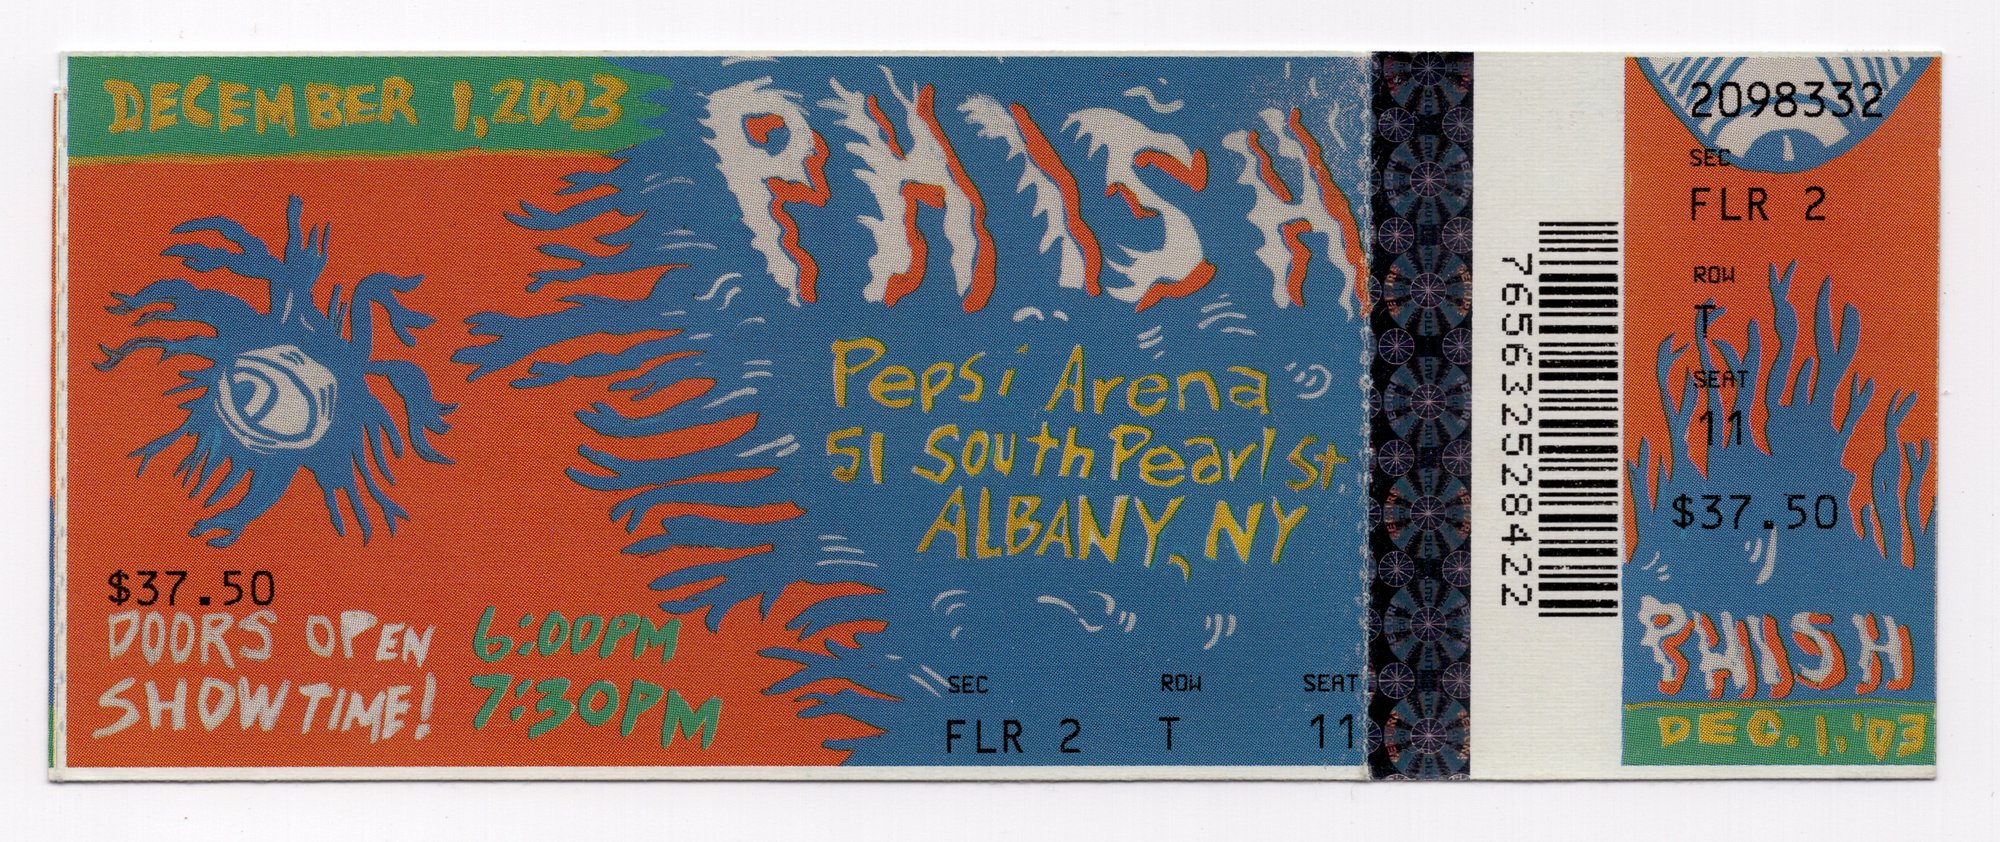 DECEMBER 1, 2003
PHISH
Pepsi Arena
51 South Pearl St.
ALBANY, NY
$37.50
DOORS OPEN 6:00PM
SHOWTIME! 7:30PM
SEC ROW SEAT
FLR 2 T 11
765632528422
2098332
SEC
FLR 2
ROW
T
SEAT
11
$37.50
PHISH
DEC. 1. '03